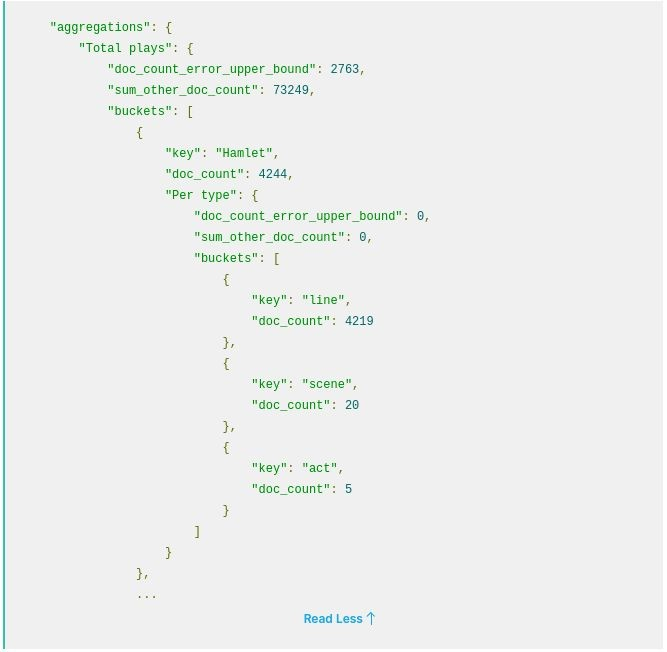 "aggregations": {
"Total plays": {
"doc_count_error_upper_bound": 2763,
"sum_other_doc_count": 73249,
"buckets": [
{
"key": "Hamlet",
"doc_count": 4244,
"Per type": {
"doc_count_error_upper_bound": 0,
"sum_other_doc_count": 0,
"buckets": [
{
"key": "line",
"doc_count": 4219
},
{
"key": "scene",
"doc_count": 20
},
{
"key": "act",
"doc_count": 5
}
]
}
},
...
Read Less ↑